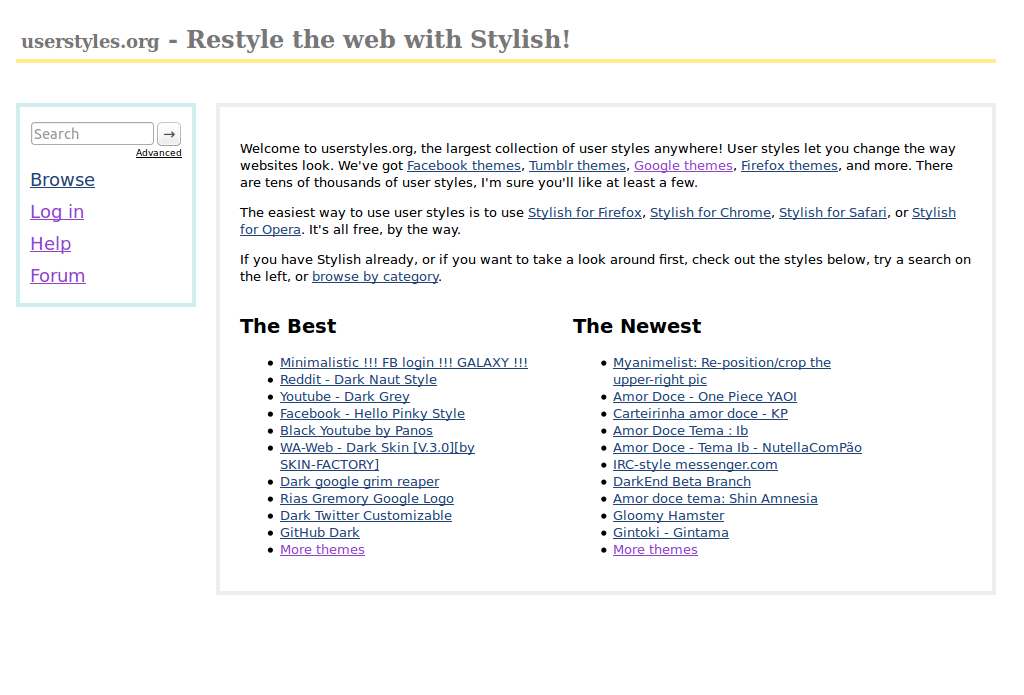 userstyles.org - Restyle the web with Stylish!
Search →
Advanced
Browse
Log in
Help
Forum
Welcome to userstyles.org, the largest collection of user styles anywhere! User styles let you change the way
websites look. We've got Facebook themes, Tumblr themes, Google themes, Firefox themes, and more. There
are tens of thousands of user styles, I'm sure you'll like at least a few.
The easiest way to use user styles is to use Stylish for Firefox, Stylish for Chrome, Stylish for Safari, or Stylish
for Opera. It's all free, by the way.
If you have Stylish already, or if you want to take a look around first, check out the styles below, try a search on
the left, or browse by category.
The Best
• Minimalistic !!! FB login !!! GALAXY !!!
• Reddit - Dark Naut Style
• Youtube - Dark Grey
• Facebook - Hello Pinky Style
• Black Youtube by Panos
• WA-Web - Dark Skin [V.3.0][by
SKIN-FACTORY]
• Dark google grim reaper
• Rias Gremory Google Logo
• Dark Twitter Customizable
• GitHub Dark
• More themes
The Newest
• Myanimelist: Re-position/crop the
upper-right pic
• Amor Doce - One Piece YAOI
• Carteirinha amor doce - KP
• Amor Doce Tema : Ib
• Amor Doce - Tema Ib - NutellaComPão
• IRC-style messenger.com
• DarkEnd Beta Branch
• Amor doce tema: Shin Amnesia
• Gloomy Hamster
• Gintoki - Gintama
• More themes